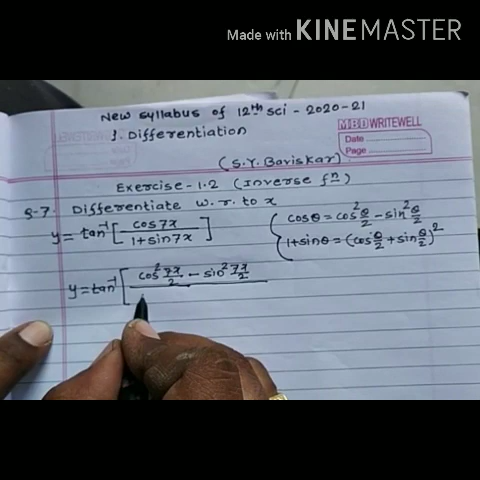 Made with KINEMASTER
New syllabus of 12th sci - 2020-21
1. Differentiation
MBD WRITEWELL
Date
Page
(S.Y. Baviskar)
Exercise-1.2 (Inverse fⁿ)
Q-7. Differentiate w.r. to x
y = tan⁻¹[cos7x / 1+sin7x] { cosθ = cos²θ/2 - sin²θ/2
1+sinθ = (cosθ/2 + sinθ/2)²
y = tan⁻¹[cos²7x/2 - sin²7x/2